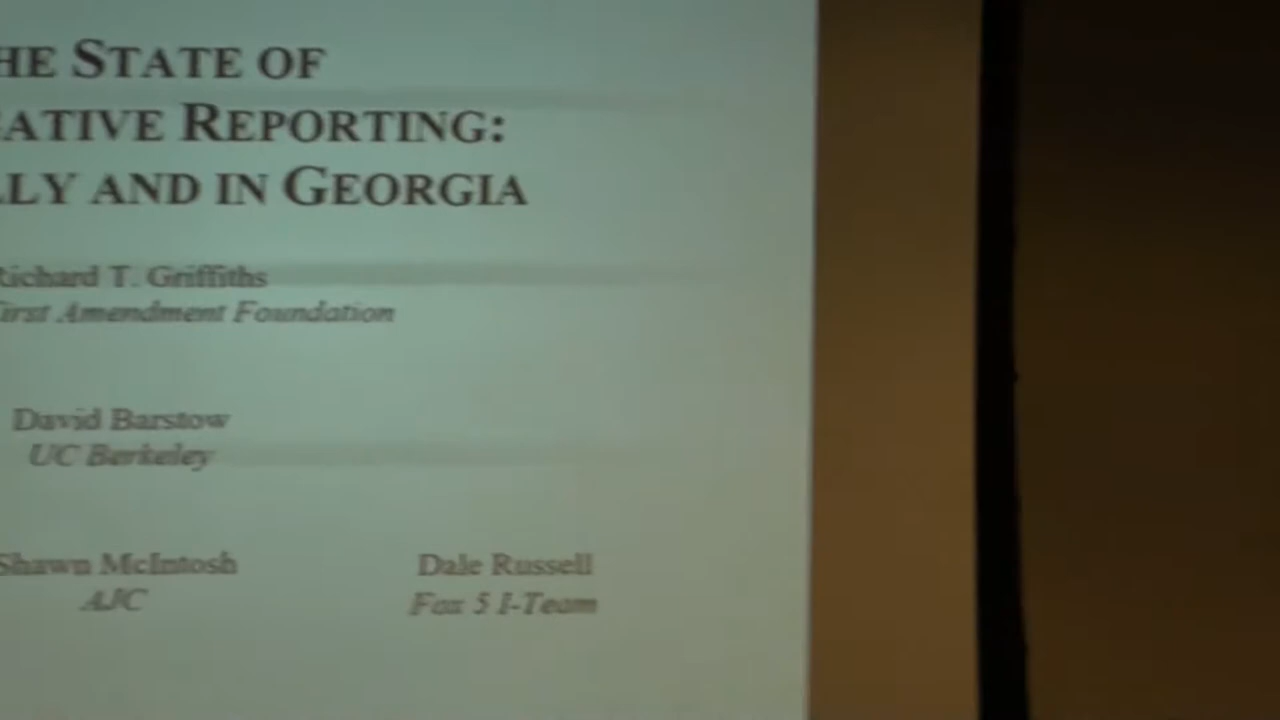 HE STATE OF
ATIVE REPORTING:
LLY AND IN GEORGIA
Richard T. Griffiths
First Amendment Foundation
David Barstow
UC Berkeley
Shawn McIntosh
Dale Russell
AJC
Fox 5 I-Team